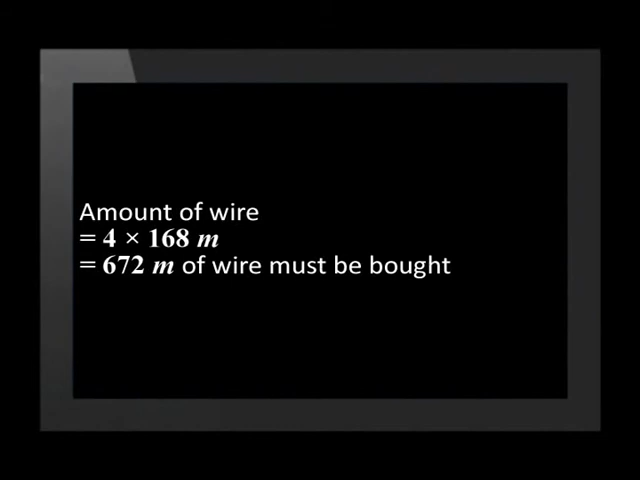 Amount of wire
= 4 × 168 m
= 672 m of wire must be bought